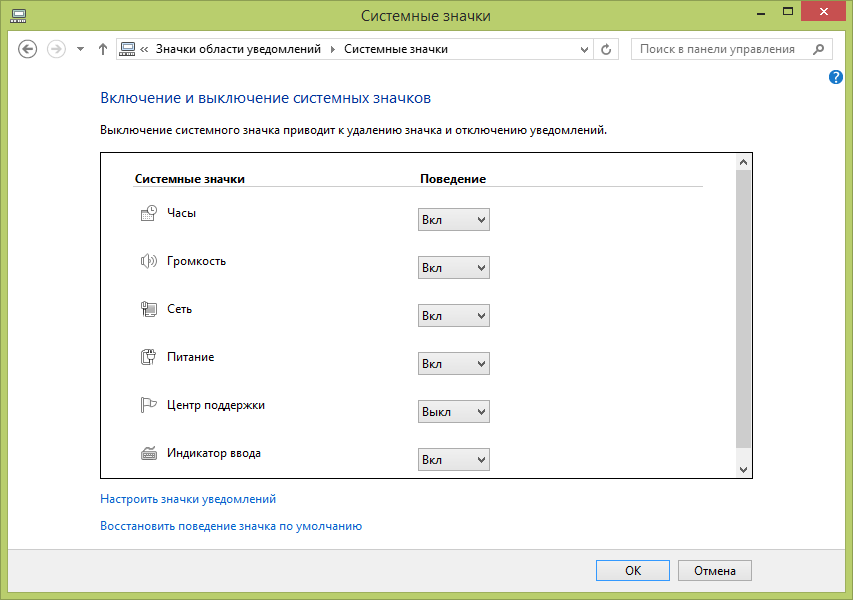 Системные значки
« Значки области уведомлений Системные значки
Поиск в панели управления
?
Включение и выключение системных значков
Выключение системного значка приводит к удалению значка и отключению уведомлений.
Системные значки Поведение
Часы Вкл
Громкость Вкл
Сеть Вкл
Питание Вкл
Центр поддержки Выкл
Индикатор ввода Вкл
Настроить значки уведомлений
Восстановить поведение значка по умолчанию
ОК Отмена